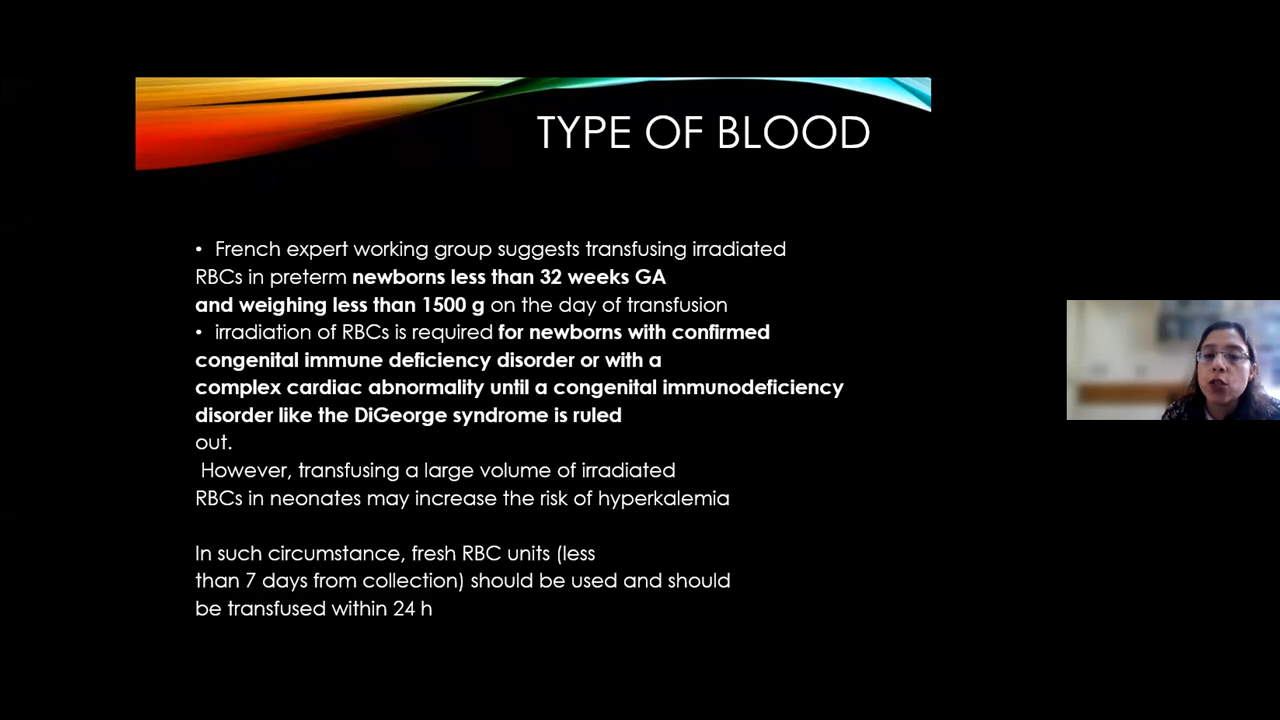 TYPE OF BLOOD
• French expert working group suggests transfusing irradiated
RBCs in preterm newborns less than 32 weeks GA
and weighing less than 1500 g on the day of transfusion
• irradiation of RBCs is required for newborns with confirmed
congenital immune deficiency disorder or with a
complex cardiac abnormality until a congenital immunodeficiency
disorder like the DiGeorge syndrome is ruled
out.
However, transfusing a large volume of irradiated
RBCs in neonates may increase the risk of hyperkalemia
In such circumstance, fresh RBC units (less
than 7 days from collection) should be used and should
be transfused within 24 h